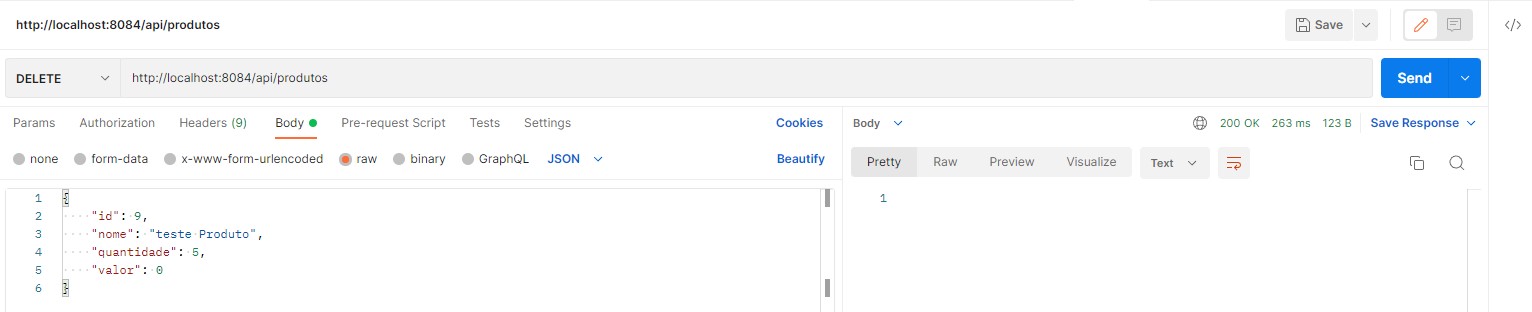 http://localhost:8084/api/produtos
Save
DELETE
http://localhost:8084/api/produtos
Send
Params Authorization Headers (9) Body Pre-request Script Tests Settings Cookies
none form-data x-www-form-urlencoded raw binary GraphQL JSON Beautify
1 {
2 "id": 9,
3 "nome": "teste Produto",
4 "quantidade": 5,
5 "valor": 0
6 }
Body 200 OK 263 ms 123 B Save Response
Pretty Raw Preview Visualize Text
1